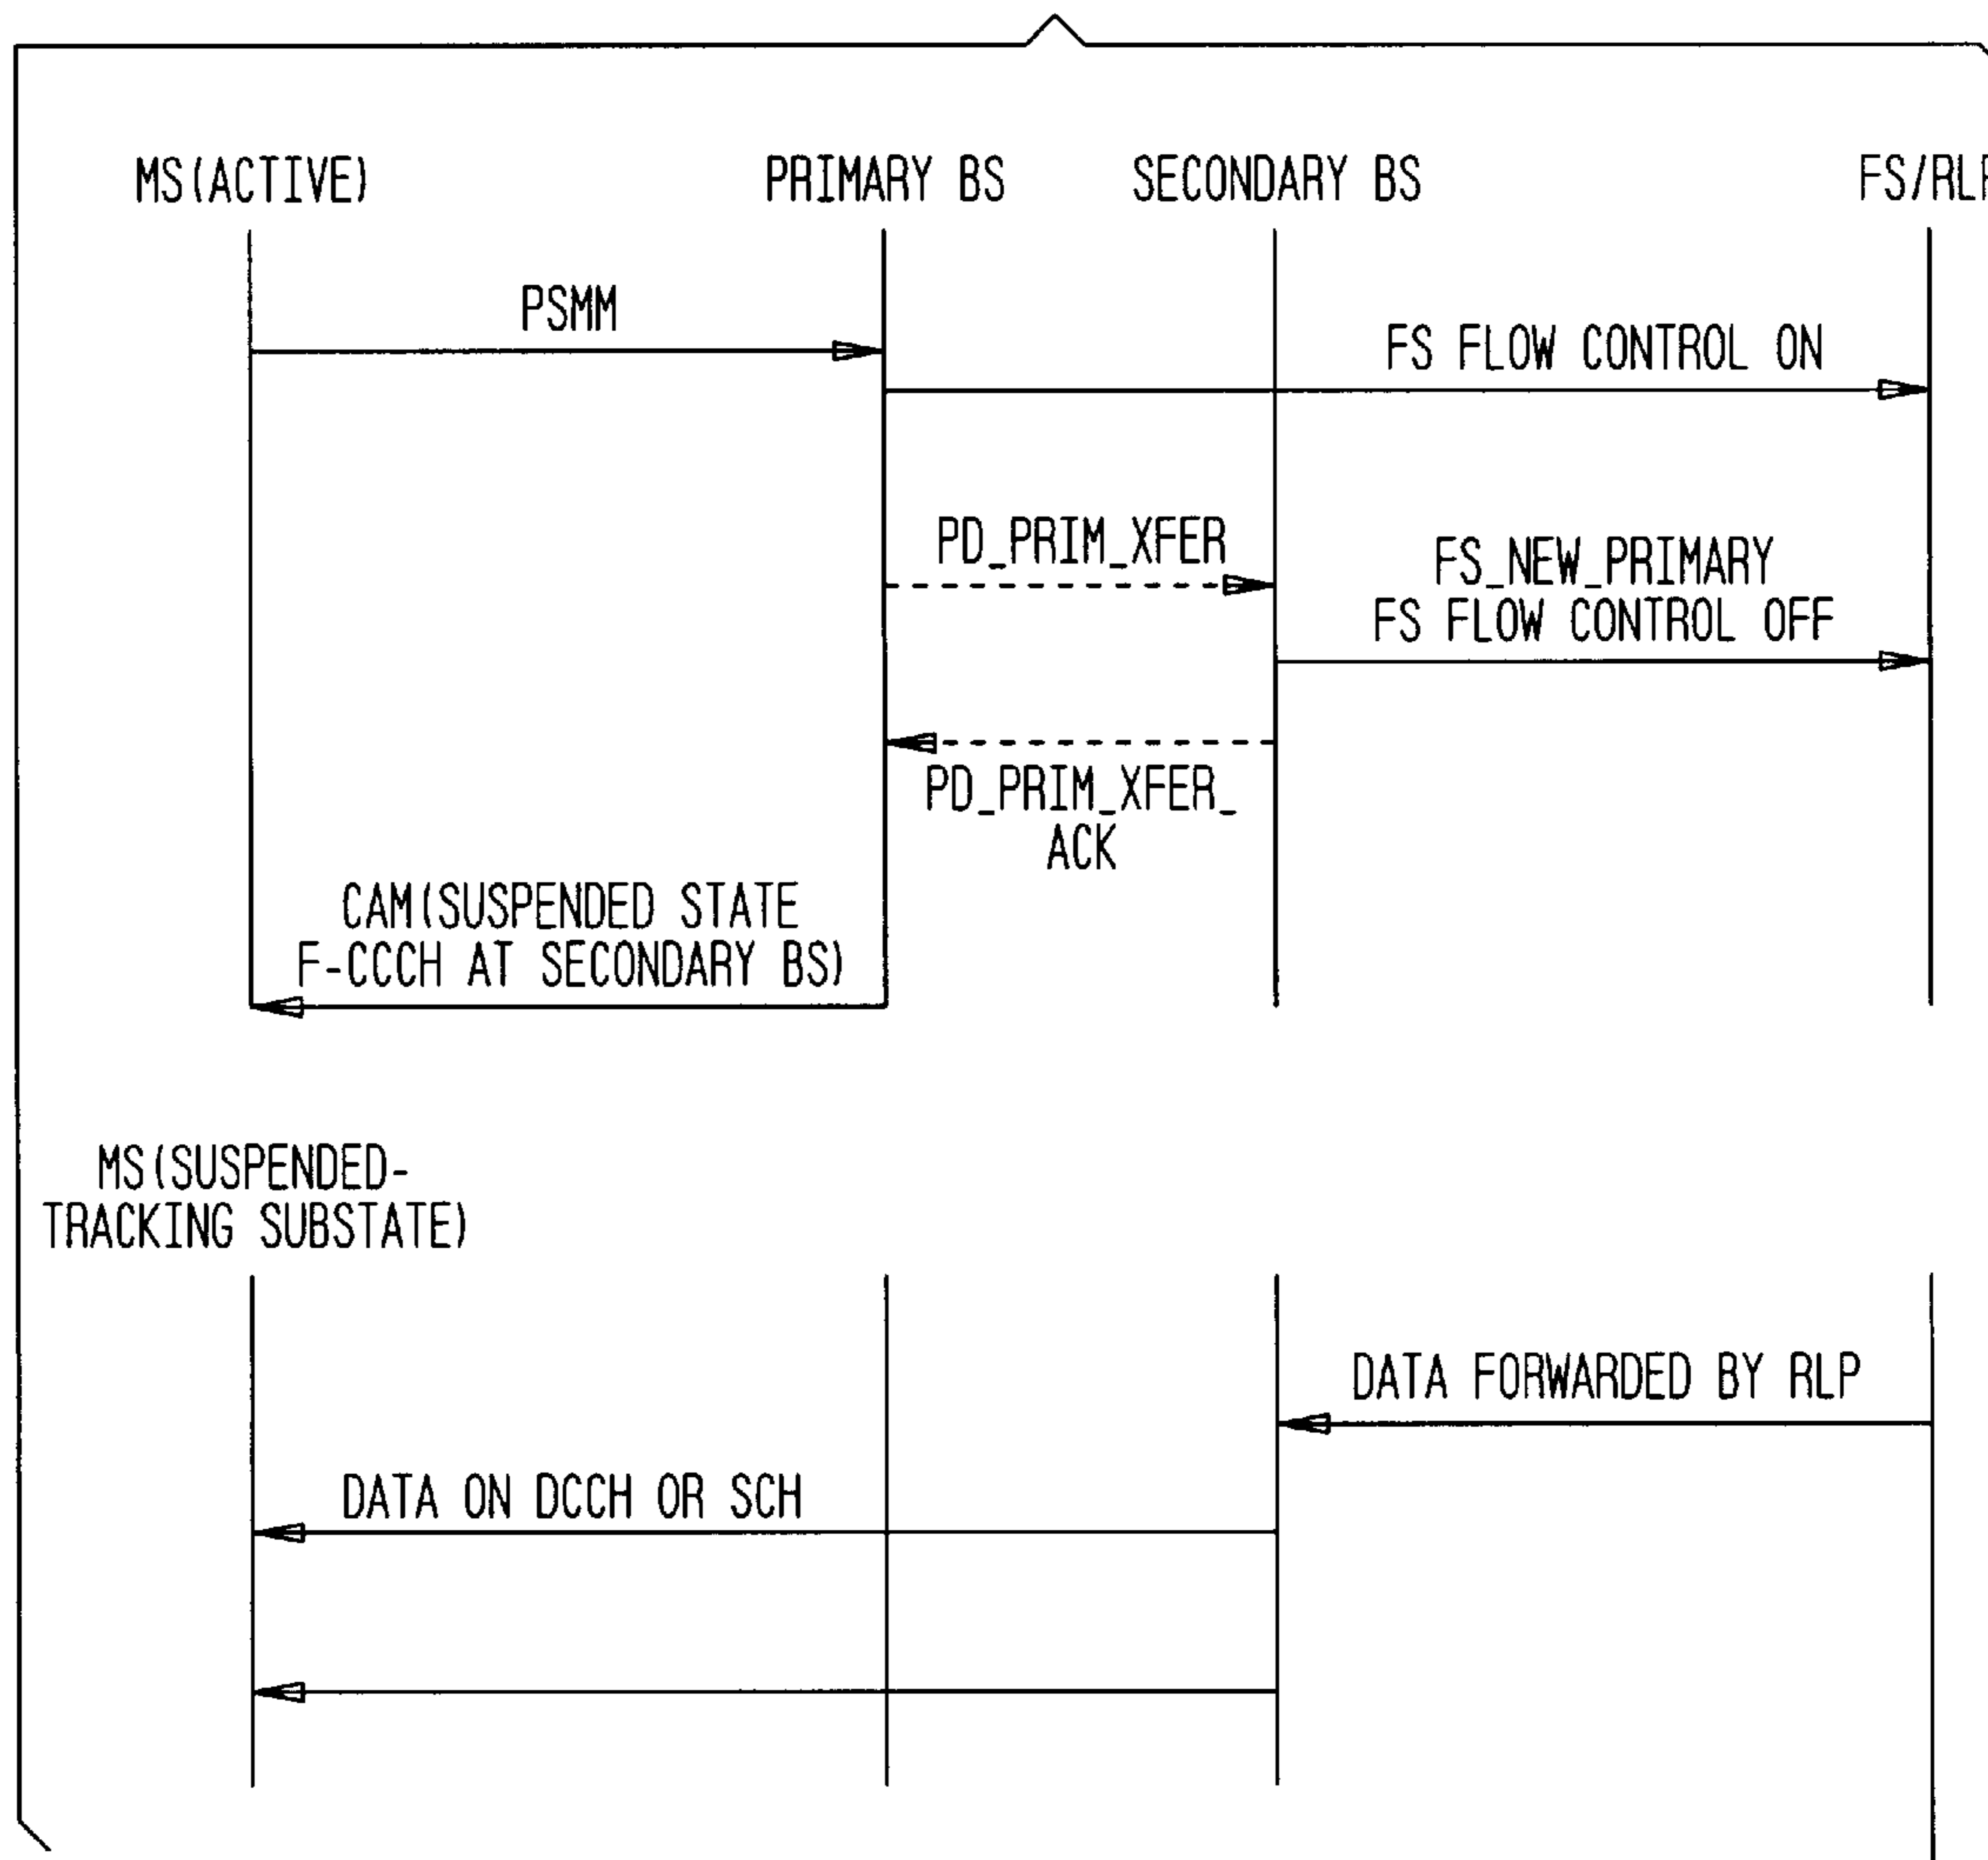 MS(ACTIVE)
PRIMARY BS
SECONDARY BS
FS/RLP
PSMM
FS FLOW CONTROL ON
PD_PRIM_XFER
FS_NEW_PRIMARY
FS FLOW CONTROL OFF
PD_PRIM_XFER_
ACK
CAM(SUSPENDED STATE
F-CCCH AT SECONDARY BS)
MS(SUSPENDED-
TRACKING SUBSTATE)
DATA FORWARDED BY RLP
DATA ON DCCH OR SCH